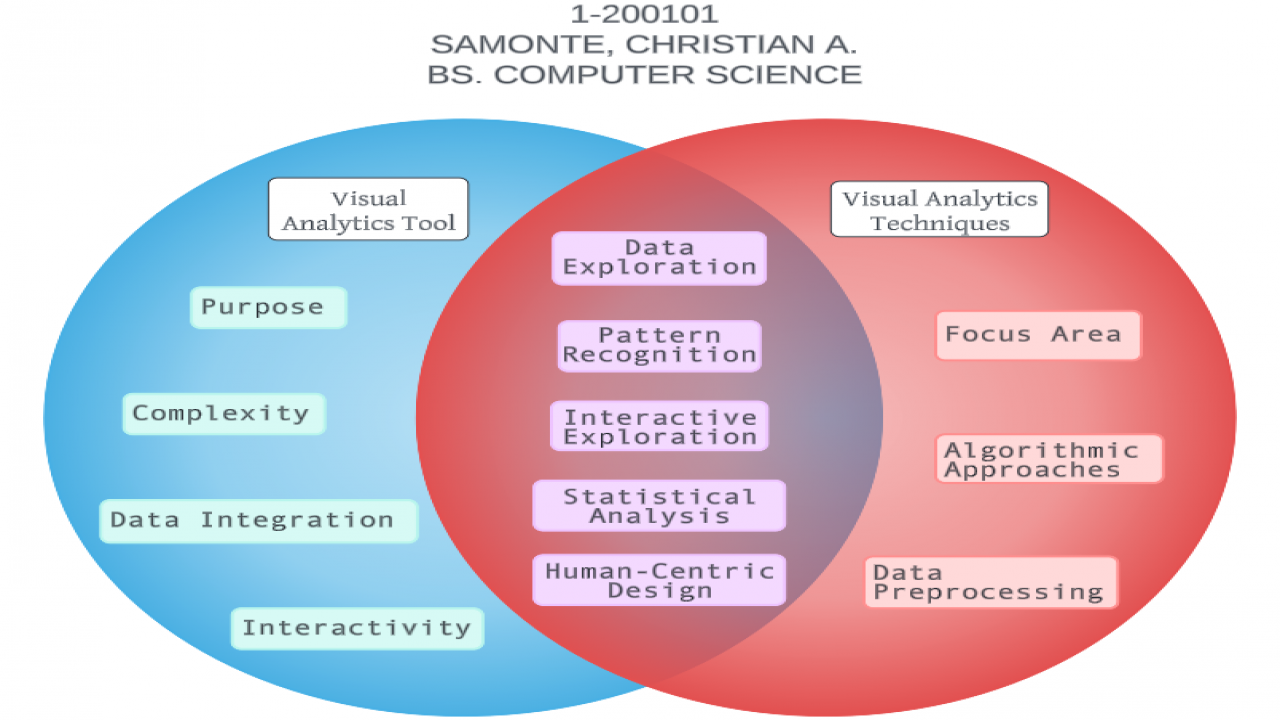 1-200101
SAMONTE, CHRISTIAN A.
BS. COMPUTER SCIENCE
Visual
Analytics Tool
Purpose
Complexity
Data Integration
Interactivity
Data
Exploration
Pattern
Recognition
Interactive
Exploration
Statistical
Analysis
Human-Centric
Design
Visual Analytics
Techniques
Focus Area
Algorithmic
Approaches
Data
Preprocessing